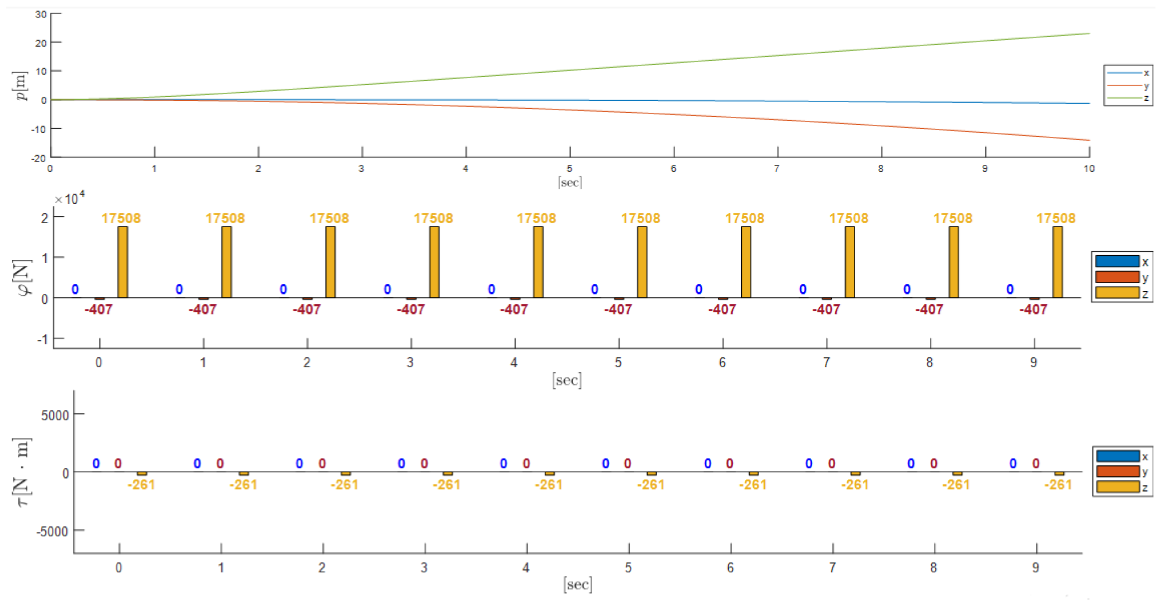 30
20
10
0
-10
-20
p[m]
0 1 2 3 4 5 6 7 8 9 10
[sec]
x
y
z
×10⁴
2
1
0
-1
φ[N]
17508 17508 17508 17508 17508 17508 17508 17508 17508 17508
0 0 0 0 0 0 0 0 0 0
-407 -407 -407 -407 -407 -407 -407 -407 -407 -407
0 1 2 3 4 5 6 7 8 9
[sec]
x
y
z
5000
0
-5000
τ[N · m]
0 0 0 0 0 0 0 0 0 0 0 0 0 0 0 0 0 0 0 0
-261 -261 -261 -261 -261 -261 -261 -261 -261 -261
0 1 2 3 4 5 6 7 8 9
[sec]
x
y
z